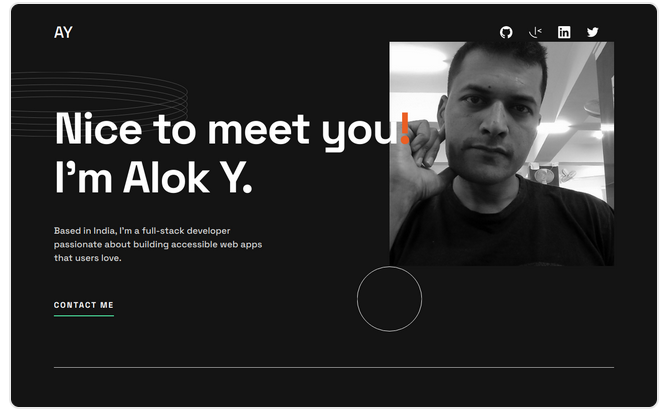 AY
Nice to meet you!
I'm Alok Y.
Based in India, I'm a full-stack developer
passionate about building accessible web apps
that users love.
CONTACT ME